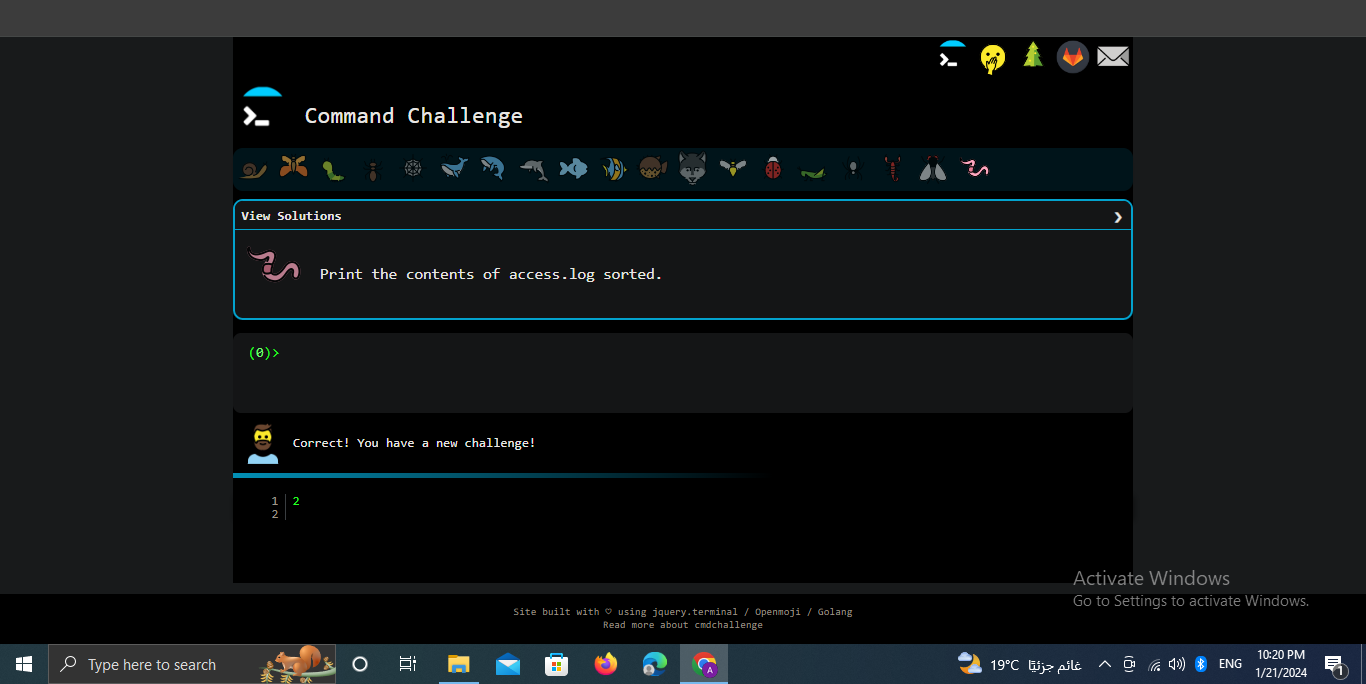 Command Challenge
View Solutions
Print the contents of access.log sorted.
(0)>
Correct! You have a new challenge!
1 2
2
Activate Windows
Go to Settings to activate Windows.
Site built with ♡ using jquery.terminal / Openmoji / Golang
Read more about cmdchallenge
Type here to search
19°C غائم جزئيًا
ENG
10:20 PM
1/21/2024
1
A